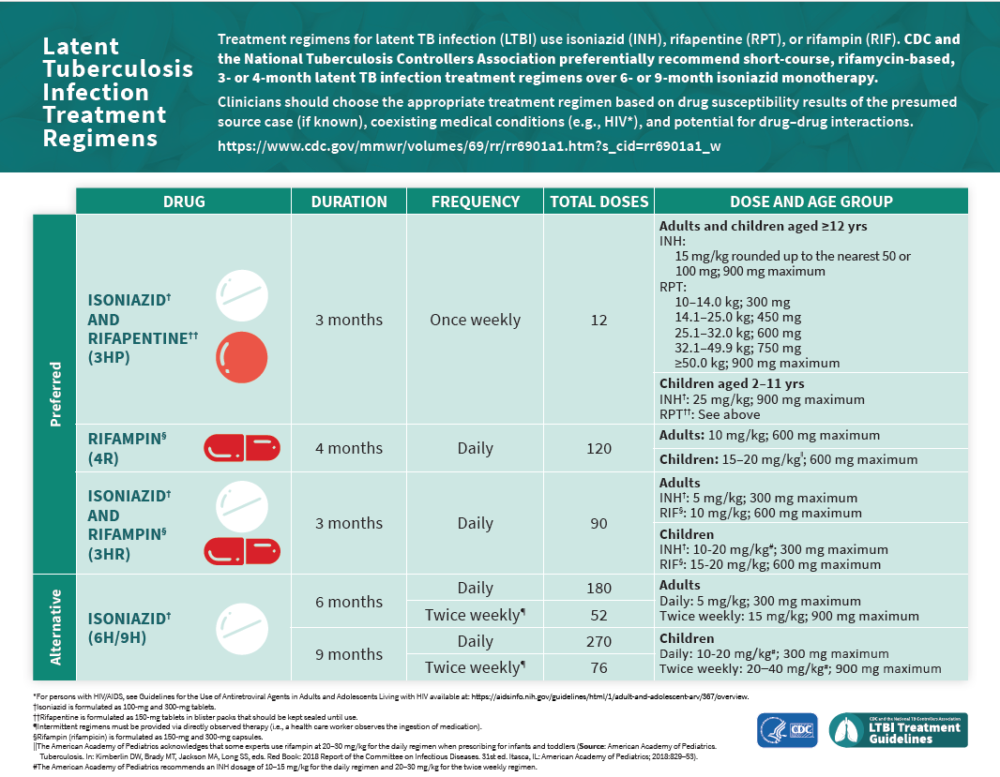 Latent
Tuberculosis
Infection
Treatment
Regimens
Treatment regimens for latent TB infection (LTBI) use isoniazid (INH), rifapentine (RPT), or rifampin (RIF). CDC and
the National Tuberculosis Controllers Association preferentially recommend short-course, rifamycin-based,
3- or 4-month latent TB infection treatment regimens over 6- or 9-month isoniazid monotherapy.
Clinicians should choose the appropriate treatment regimen based on drug susceptibility results of the presumed
source case (if known), coexisting medical conditions (e.g., HIV*), and potential for drug–drug interactions.
https://www.cdc.gov/mmwr/volumes/69/rr/rr6901a1.htm?s_cid=rr6901a1_w
DRUG
DURATION
FREQUENCY
TOTAL DOSES
DOSE AND AGE GROUP
Preferred
ISONIAZID†
AND
RIFAPENTINE††
(3HP)
3 months
Once weekly
12
Adults and children aged ≥12 yrs
INH:
15 mg/kg rounded up to the nearest 50 or
100 mg; 900 mg maximum
RPT:
10–14.0 kg; 300 mg
14.1–25.0 kg; 450 mg
25.1–32.0 kg; 600 mg
32.1–49.9 kg; 750 mg
≥50.0 kg; 900 mg maximum
Children aged 2–11 yrs
INH†: 25 mg/kg; 900 mg maximum
RPT††: See above
RIFAMPIN§
(4R)
4 months
Daily
120
Adults: 10 mg/kg; 600 mg maximum
Children: 15–20 mg/kg||; 600 mg maximum
ISONIAZID†
AND
RIFAMPIN§
(3HR)
3 months
Daily
90
Adults
INH†: 5 mg/kg; 300 mg maximum
RIF§: 10 mg/kg; 600 mg maximum
Children
INH†: 10-20 mg/kg#; 300 mg maximum
RIF§: 15-20 mg/kg; 600 mg maximum
Alternative
ISONIAZID†
(6H/9H)
6 months
Daily
180
Twice weekly¶
52
9 months
Daily
270
Twice weekly¶
76
Adults
Daily: 5 mg/kg; 300 mg maximum
Twice weekly: 15 mg/kg; 900 mg maximum
Children
Daily: 10-20 mg/kg#; 300 mg maximum
Twice weekly: 20–40 mg/kg#; 900 mg maximum
*For persons with HIV/AIDS, see Guidelines for the Use of Antiretroviral Agents in Adults and Adolescents Living with HIV available at: https://aidsinfo.nih.gov/guidelines/html/1/adult-and-adolescent-arv/367/overview.
†Isoniazid is formulated as 100-mg and 300-mg tablets.
††Rifapentine is formulated as 150-mg tablets in blister packs that should be kept sealed until use.
¶Intermittent regimens must be provided via directly observed therapy (i.e., a health care worker observes the ingestion of medication).
§Rifampin (rifampicin) is formulated as 150-mg and 300-mg capsules.
||The American Academy of Pediatrics acknowledges that some experts use rifampin at 20–30 mg/kg for the daily regimen when prescribing for infants and toddlers (Source: American Academy of Pediatrics.
Tuberculosis. In: Kimberlin DW, Brady MT, Jackson MA, Long SS, eds. Red Book: 2018 Report of the Committee on Infectious Diseases. 31st ed. Itasca, IL: American Academy of Pediatrics; 2018:829–53).
#The American Academy of Pediatrics recommends an INH dosage of 10–15 mg/kg for the daily regimen and 20–30 mg/kg for the twice weekly regimen.
CDC
CDC and the National TB Controllers Association
LTBI Treatment
Guidelines